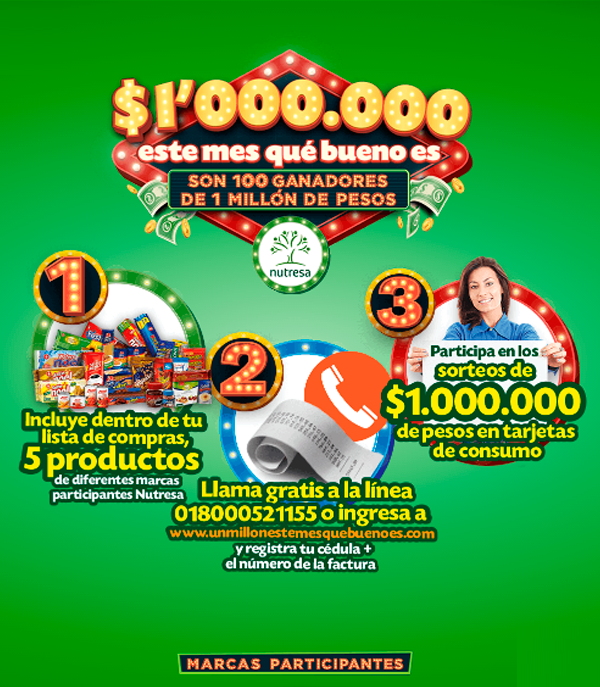 $1'000.000
este mes qué bueno es
SON 100 GANADORES
DE 1 MILLÓN DE PESOS
nutresa
1
Incluye dentro de tu
lista de compras,
5 productos
de diferentes marcas
participantes Nutresa
2
Llama gratis a la línea
018000521155 o ingresa a
www.unmillonestemesquebuenoes.com
y registra tu cédula +
el número de la factura
3
Participa en los
sorteos de
$1.000.000
de pesos en tarjetas
de consumo
MARCAS PARTICIPANTES